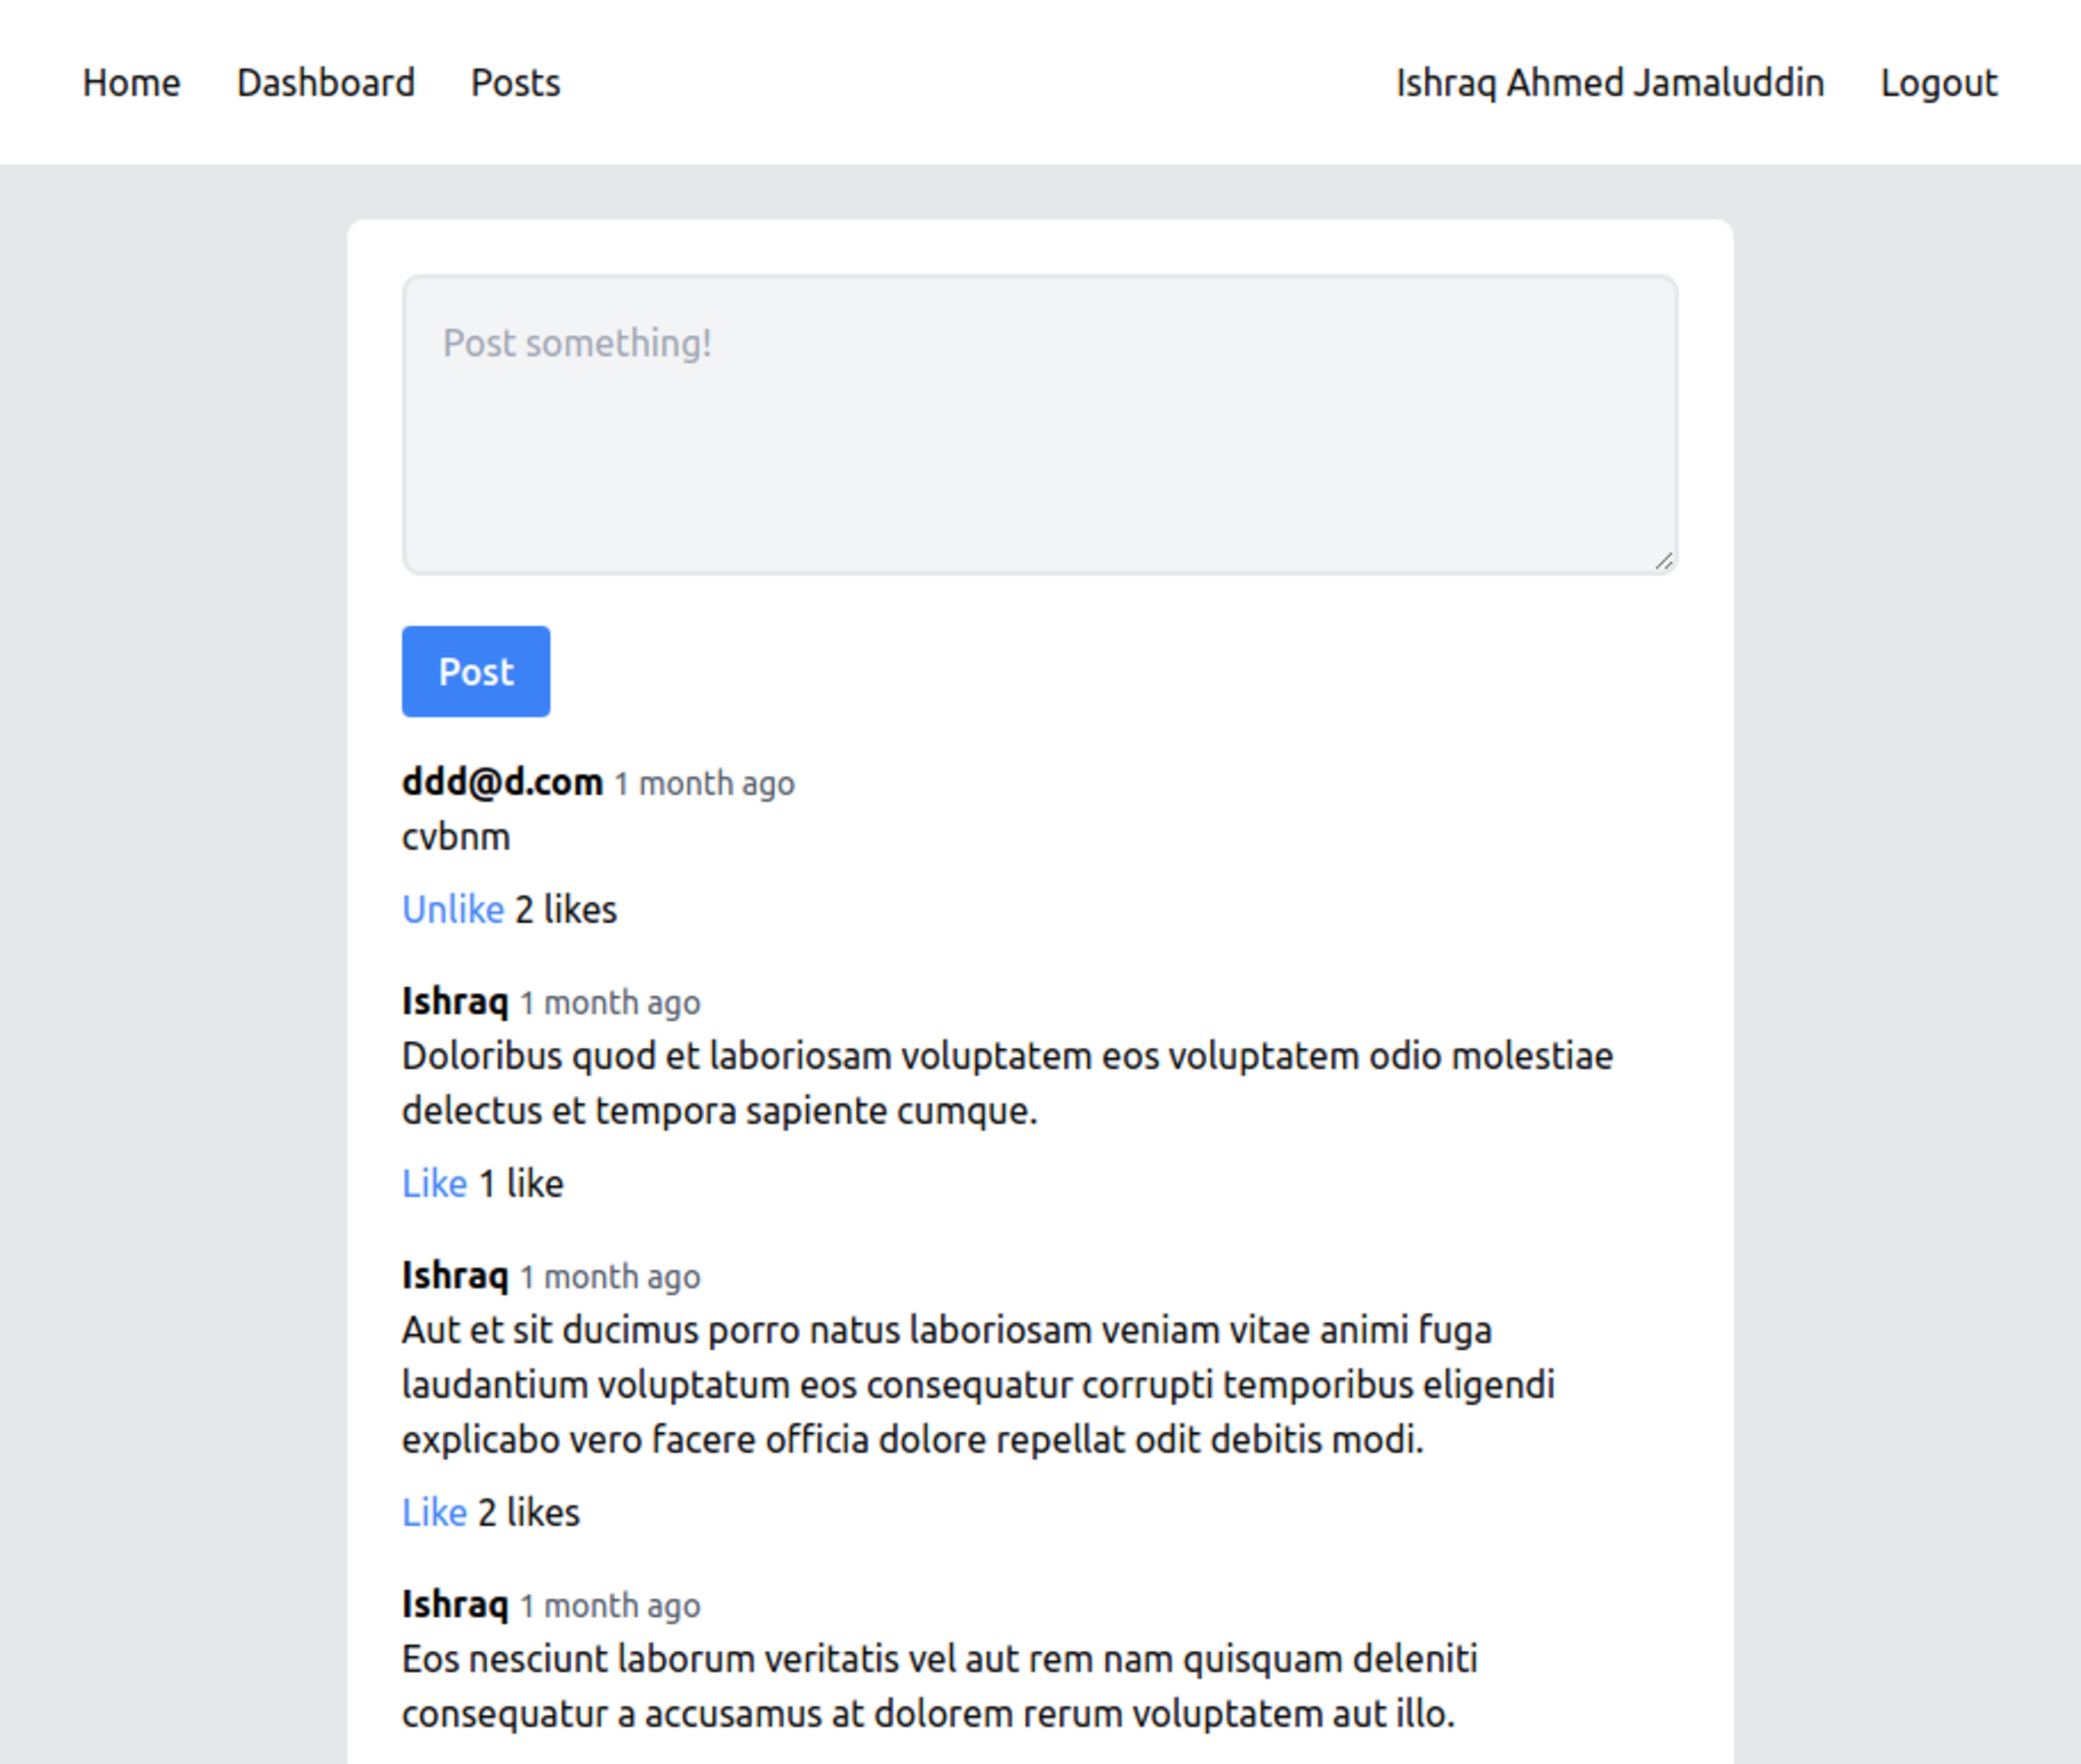 Home Dashboard Posts Ishraq Ahmed Jamaluddin Logout
Post something!
Post
ddd@d.com 1 month ago
cvbnm
Unlike 2 likes
Ishraq 1 month ago
Doloribus quod et laboriosam voluptatem eos voluptatem odio molestiae
delectus et tempora sapiente cumque.
Like 1 like
Ishraq 1 month ago
Aut et sit ducimus porro natus laboriosam veniam vitae animi fuga
laudantium voluptatum eos consequatur corrupti temporibus eligendi
explicabo vero facere officia dolore repellat odit debitis modi.
Like 2 likes
Ishraq 1 month ago
Eos nesciunt laborum veritatis vel aut rem nam quisquam deleniti
consequatur a accusamus at dolorem rerum voluptatem aut illo.